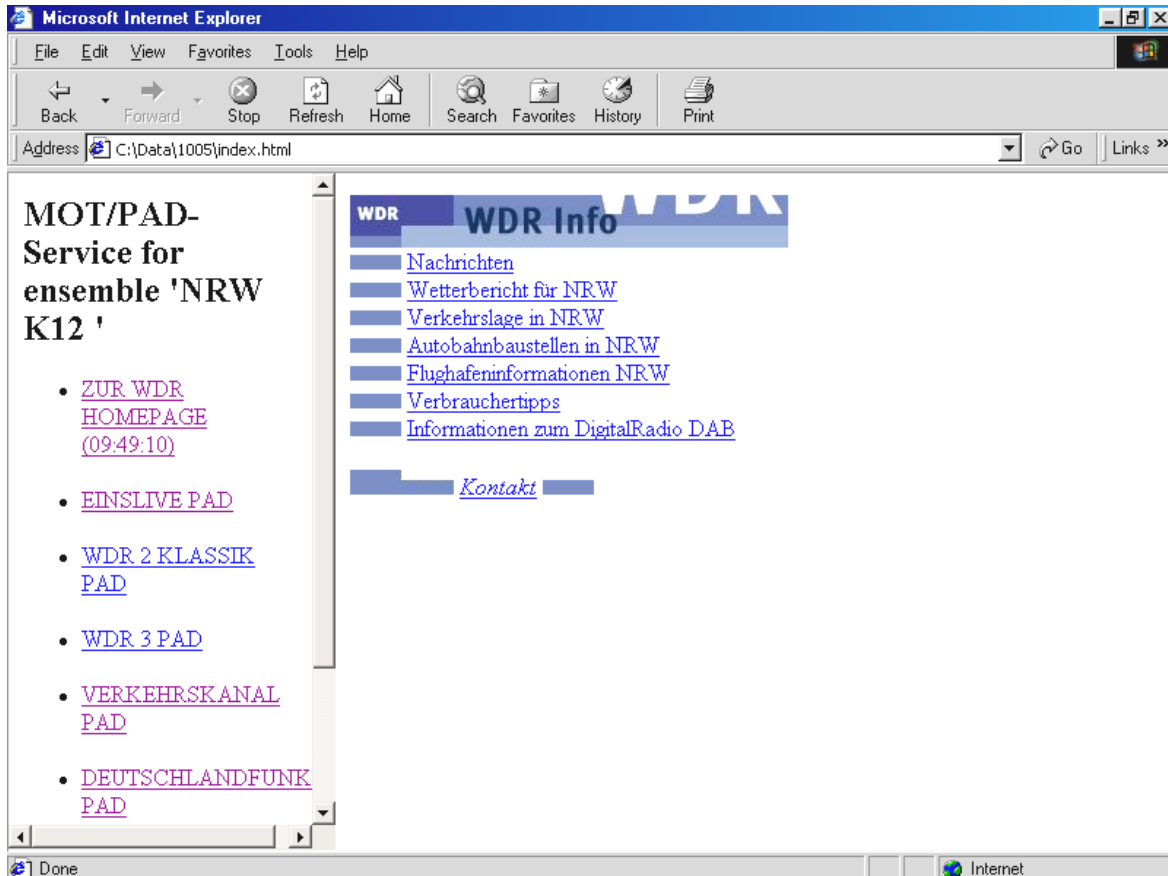 Microsoft Internet Explorer
File Edit View Favorites Tools Help
Back Forward Stop Refresh Home Search Favorites History Print
Address C:\Data\1005\index.html Go Links »
MOT/PAD-
Service for
ensemble 'NRW
K12 '
ZUR WDR
HOMEPAGE
(09:49:10)
EINSLIVE PAD
WDR 2 KLASSIK
PAD
WDR 3 PAD
VERKEHRSKANAL
PAD
DEUTSCHLANDFUNK
PAD
WDR
WDR
WDR Info
Nachrichten
Wetterbericht für NRW
Verkehrslage in NRW
Autobahnbaustellen in NRW
Flughafeninformationen NRW
Verbrauchertipps
Informationen zum DigitalRadio DAB
Kontakt
Done Internet